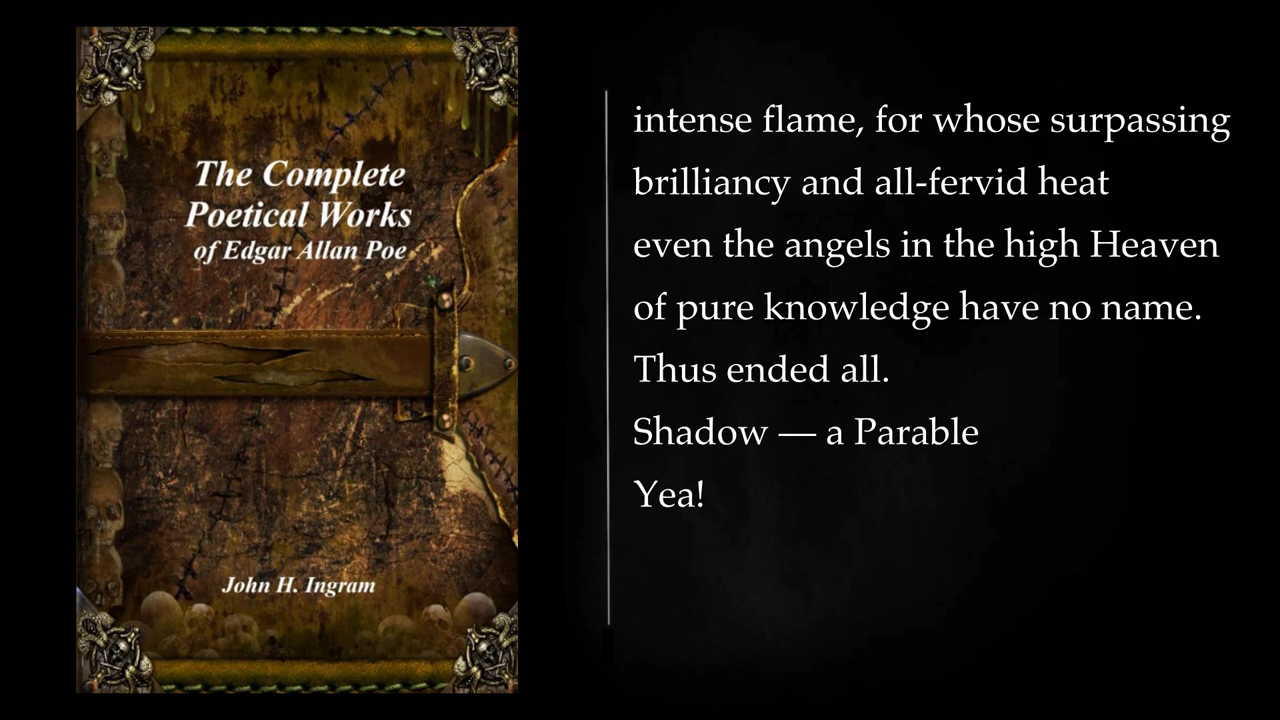 The Complete
Poetical Works
of Edgar Allan Poe
John H. Ingram
intense flame, for whose surpassing
brilliancy and all-fervid heat
even the angels in the high Heaven
of pure knowledge have no name.
Thus ended all.
Shadow — a Parable
Yea!